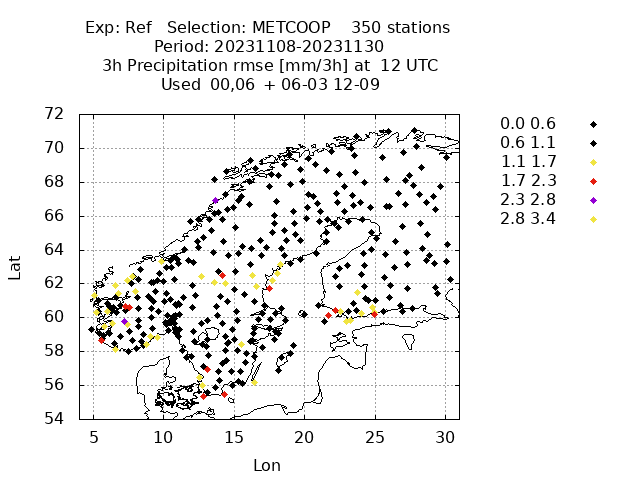 Exp: Ref   Selection: METCOOP    350 stations
Period: 20231108-20231130
3h Precipitation rmse [mm/3h] at  12 UTC
Used  00,06 + 06-03 12-09
72
70
68
66
64
62
60
58
56
54
Lat
5 10 15 20 25 30
Lon
0.0 0.6
0.6 1.1
1.1 1.7
1.7 2.3
2.3 2.8
2.8 3.4